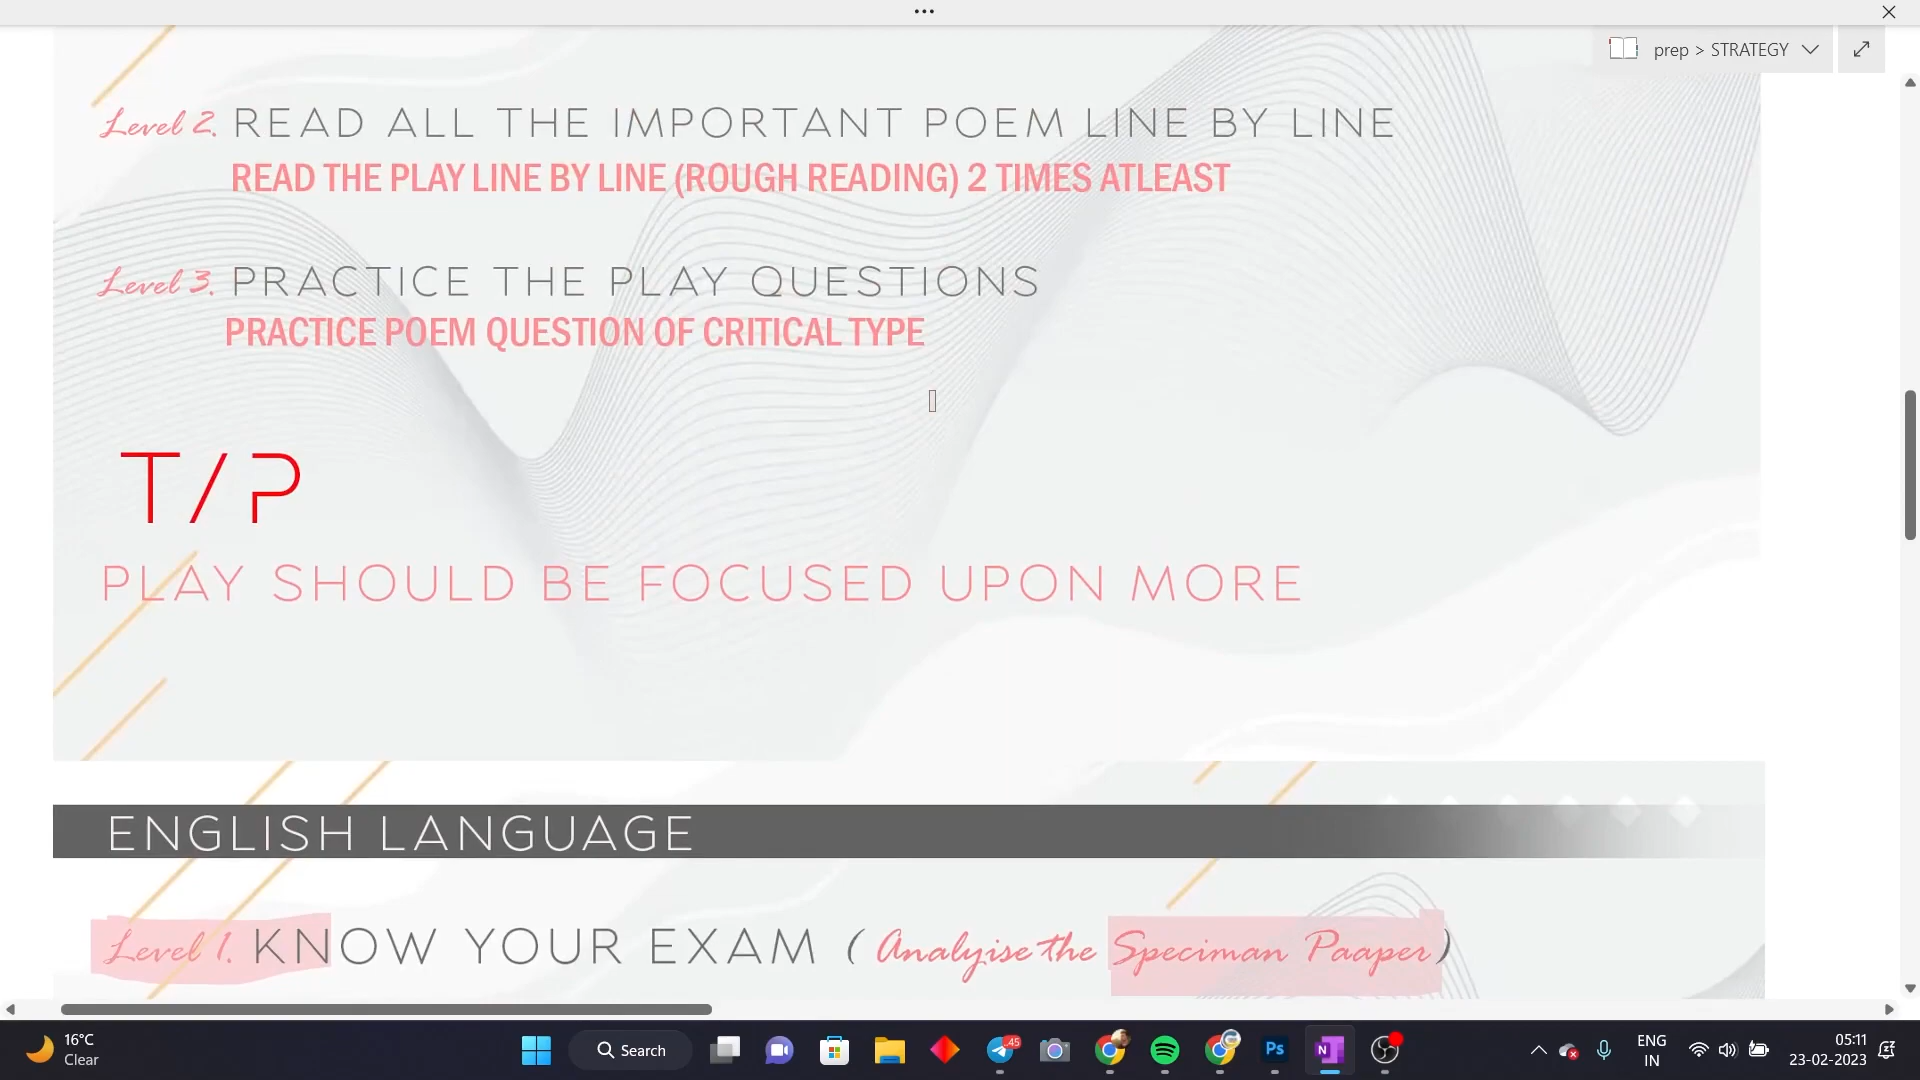 prep > STRATEGY
Level 2. READ ALL THE IMPORTANT POEM LINE BY LINE
READ THE PLAY LINE BY LINE (ROUGH READING) 2 TIMES ATLEAST
Level 3. PRACTICE THE PLAY QUESTIONS
PRACTICE POEM QUESTION OF CRITICAL TYPE
T/P
PLAY SHOULD BE FOCUSED UPON MORE
ENGLISH LANGUAGE
Level 1. KNOW YOUR EXAM ( Analyise the Speciman Paaper)
16°C
Clear
Search
45
Ps
N
ENG
IN
05:11
23-02-2023